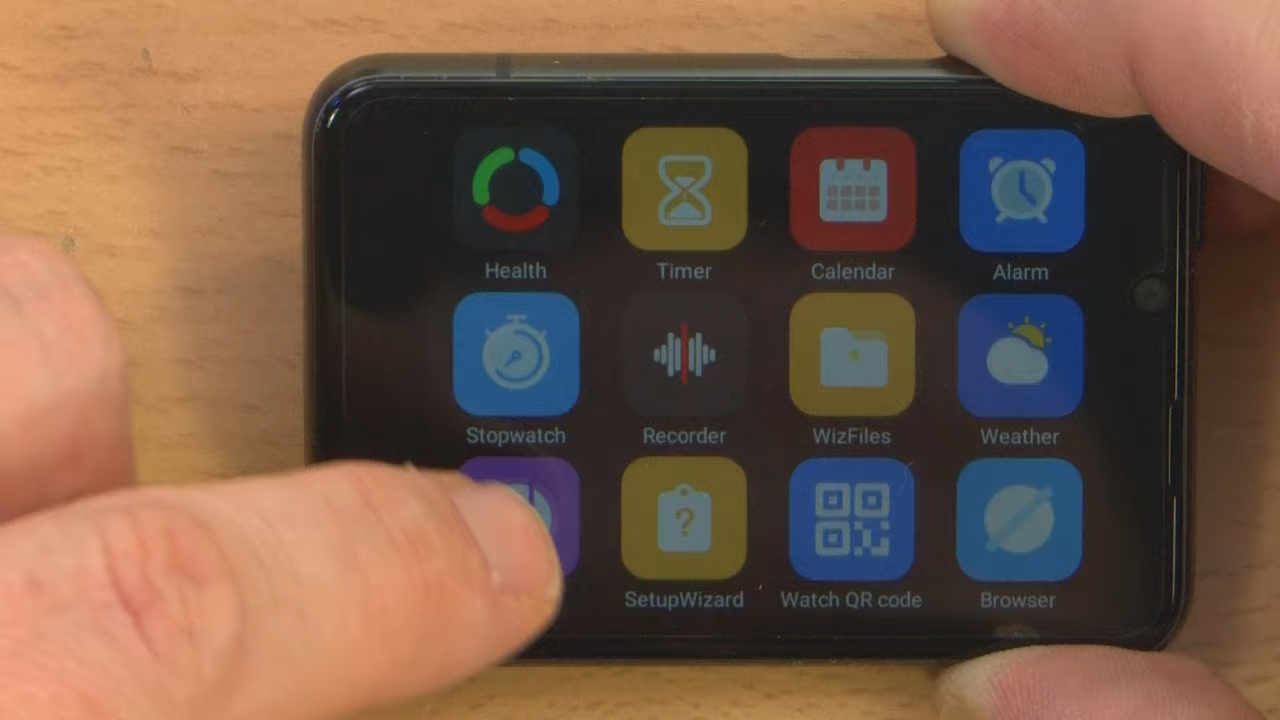 Health Timer Calendar Alarm
Stopwatch Recorder WizFiles Weather
SetupWizard Watch QR code Browser
?